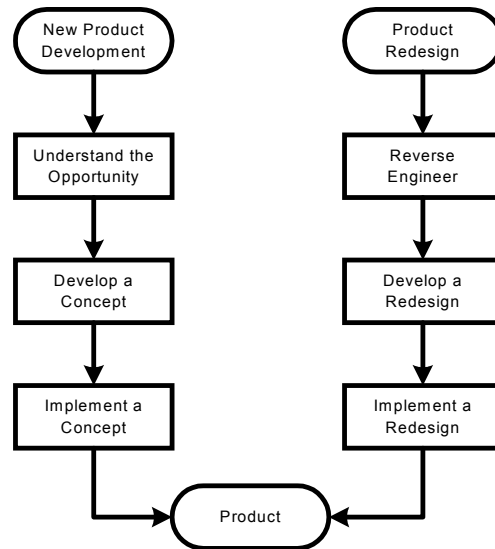 New Product
Development
Product
Redesign
Understand the
Opportunity
Reverse
Engineer
Develop a
Concept
Develop a
Redesign
Implement a
Concept
Implement a
Redesign
Product